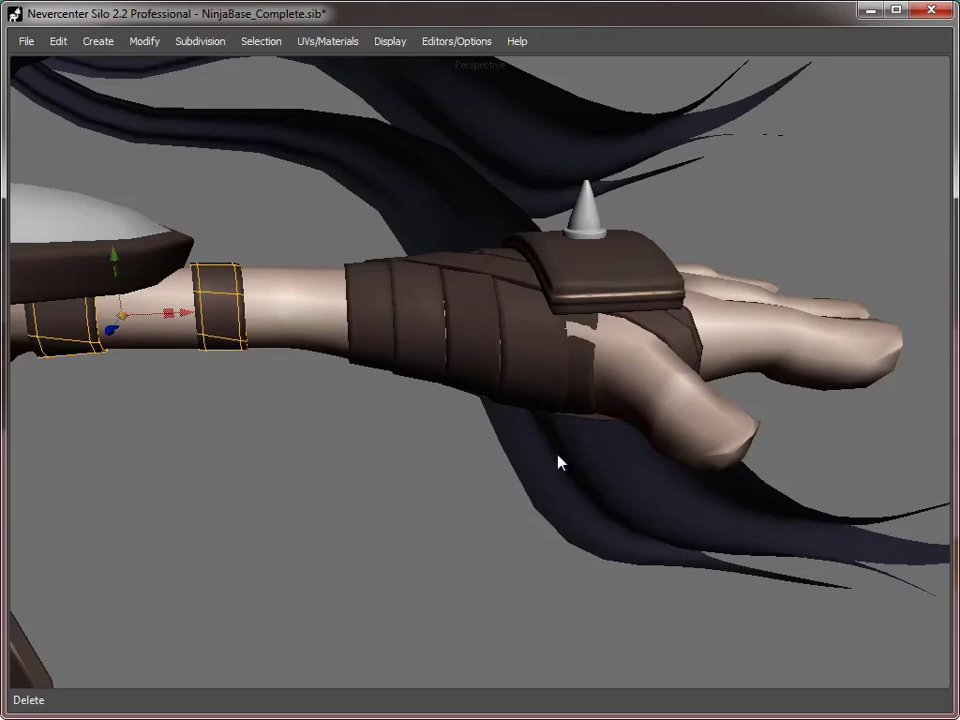 Nevercenter Silo 2.2 Professional - NinjaBase_Complete.sib*
File Edit Create Modify Subdivision Selection UVs/Materials Display Editors/Options Help
Perspective
Delete